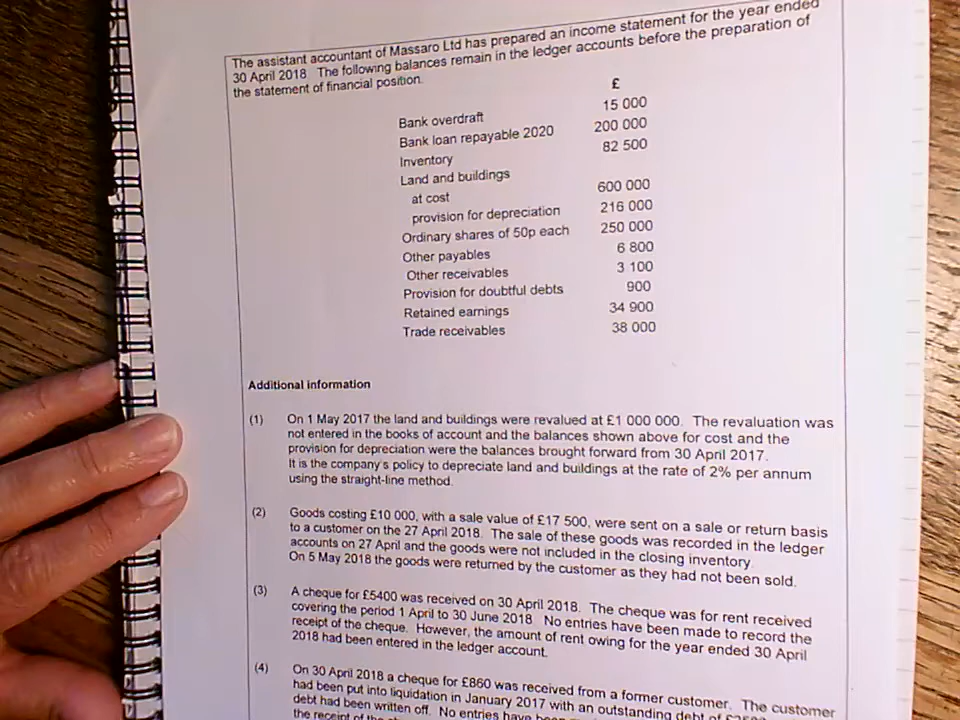 The assistant accountant of Massaro Ltd has prepared an income statement for the year ended
30 April 2018. The following balances remain in the ledger accounts before the preparation of
the statement of financial position.
£
Bank overdraft 15 000
Bank loan repayable 2020 200 000
Inventory 82 500
Land and buildings
at cost 600 000
provision for depreciation 216 000
Ordinary shares of 50p each 250 000
Other payables 6 800
Other receivables 3 100
Provision for doubtful debts 900
Retained earnings 34 900
Trade receivables 38 000
Additional information
(1) On 1 May 2017 the land and buildings were revalued at £1 000 000. The revaluation was
not entered in the books of account and the balances shown above for cost and the
provision for depreciation were the balances brought forward from 30 April 2017.
It is the company's policy to depreciate land and buildings at the rate of 2% per annum
using the straight-line method.
(2) Goods costing £10 000, with a sale value of £17 500, were sent on a sale or return basis
to a customer on the 27 April 2018. The sale of these goods was recorded in the ledger
accounts on 27 April and the goods were not included in the closing inventory.
On 5 May 2018 the goods were returned by the customer as they had not been sold.
(3) A cheque for £5400 was received on 30 April 2018. The cheque was for rent received
covering the period 1 April to 30 June 2018. No entries have been made to record the
receipt of the cheque. However, the amount of rent owing for the year ended 30 April
2018 had been entered in the ledger account.
(4) On 30 April 2018 a cheque for £860 was received from a former customer. The customer
had been put into liquidation in January 2017 with an outstanding debt of
debt had been written off. No entries have been
the receipt of the